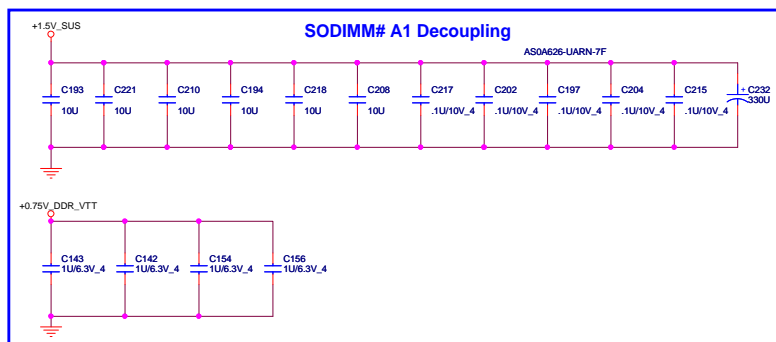 SODIMM# A1 Decoupling
+1.5V_SUS
AS0A626-UARN-7F
C193 C221 C210 C194 C218 C208 C217 C202 C197 C204 C215 + C232
10U 10U 10U 10U 10U 10U .1U/10V_4 .1U/10V_4 .1U/10V_4 .1U/10V_4 .1U/10V_4 330U
+0.75V_DDR_VTT
C143 C142 C154 C156
1U/6.3V_4 1U/6.3V_4 1U/6.3V_4 1U/6.3V_4